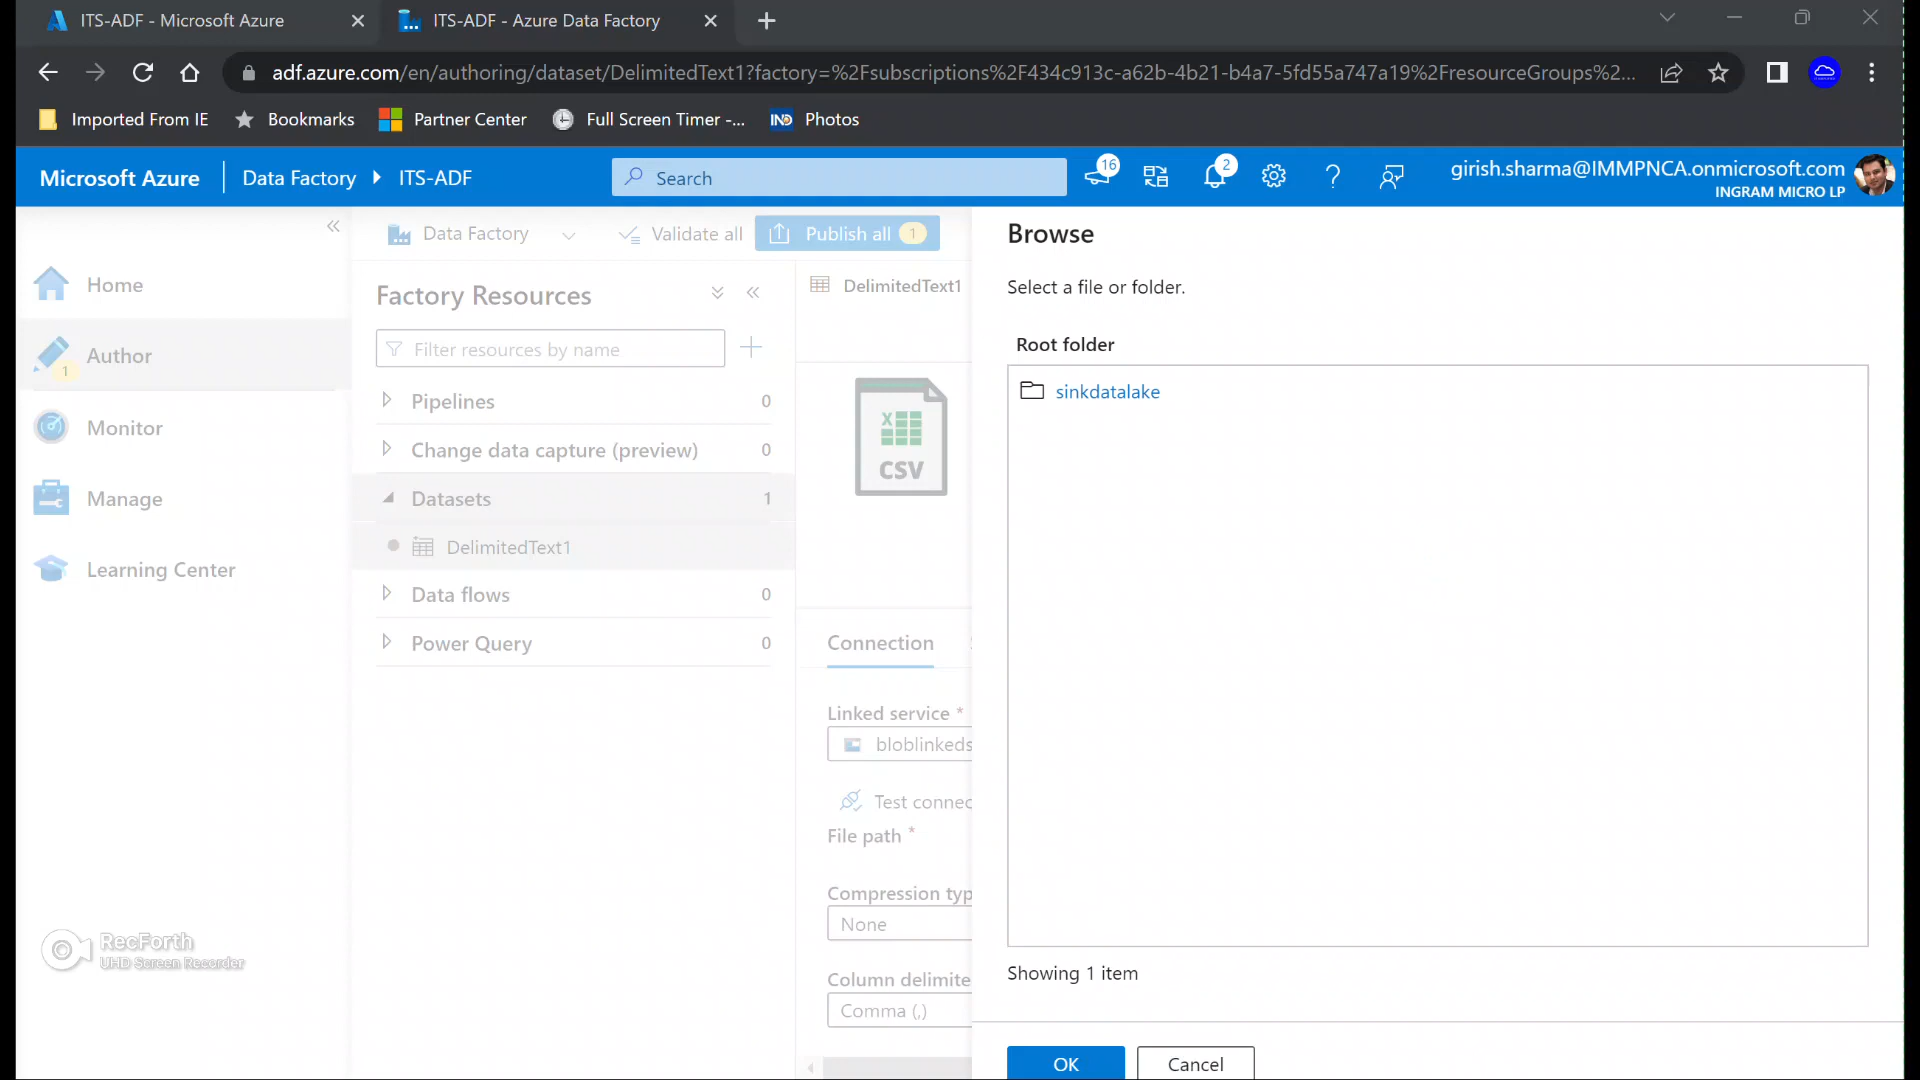 ITS-ADF - Microsoft Azure
ITS-ADF - Azure Data Factory
adf.azure.com/en/authoring/dataset/DelimitedText1?factory=%2Fsubscriptions%2F434c913c-a62b-4b21-b4a7-5fd55a747a19%2FresourceGroups%2...
Imported From IE
Bookmarks
Partner Center
Full Screen Timer -...
IND
Photos
Microsoft Azure
Data Factory
ITS-ADF
Search
16
2
girish.sharma@IMMPNCA.onmicrosoft.com
INGRAM MICRO LP
Home
Author
1
Monitor
Manage
Learning Center
Data Factory
Validate all
Publish all 1
Factory Resources
Filter resources by name
Pipelines 0
Change data capture (preview) 0
Datasets 1
DelimitedText1
Data flows 0
Power Query 0
DelimitedText1
X
CSV
Connection
Linked service *
bloblinkeds
Test connec
File path *
Compression typ
None
Column delimite
Comma (,)
Browse
Select a file or folder.
Root folder
sinkdatalake
Showing 1 item
OK
Cancel
RecForth
UHD Screen Recorder